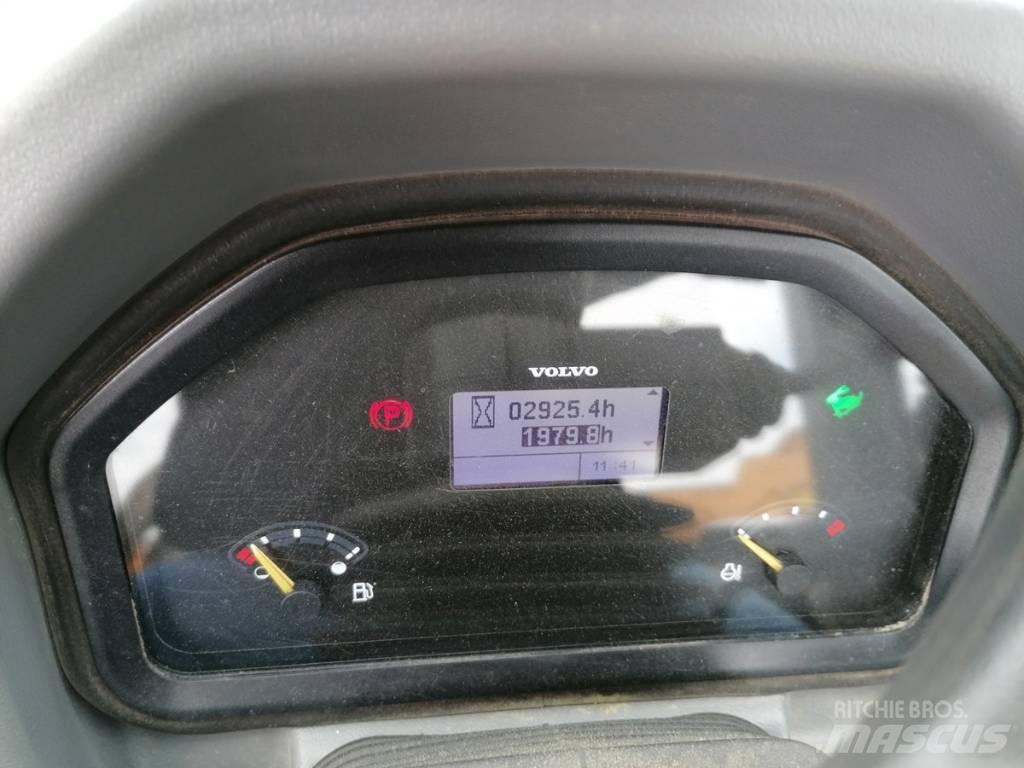 VOLVO
02925.4h
1979.8h
11:41
P
RITCHIE BROS.
MASCUS